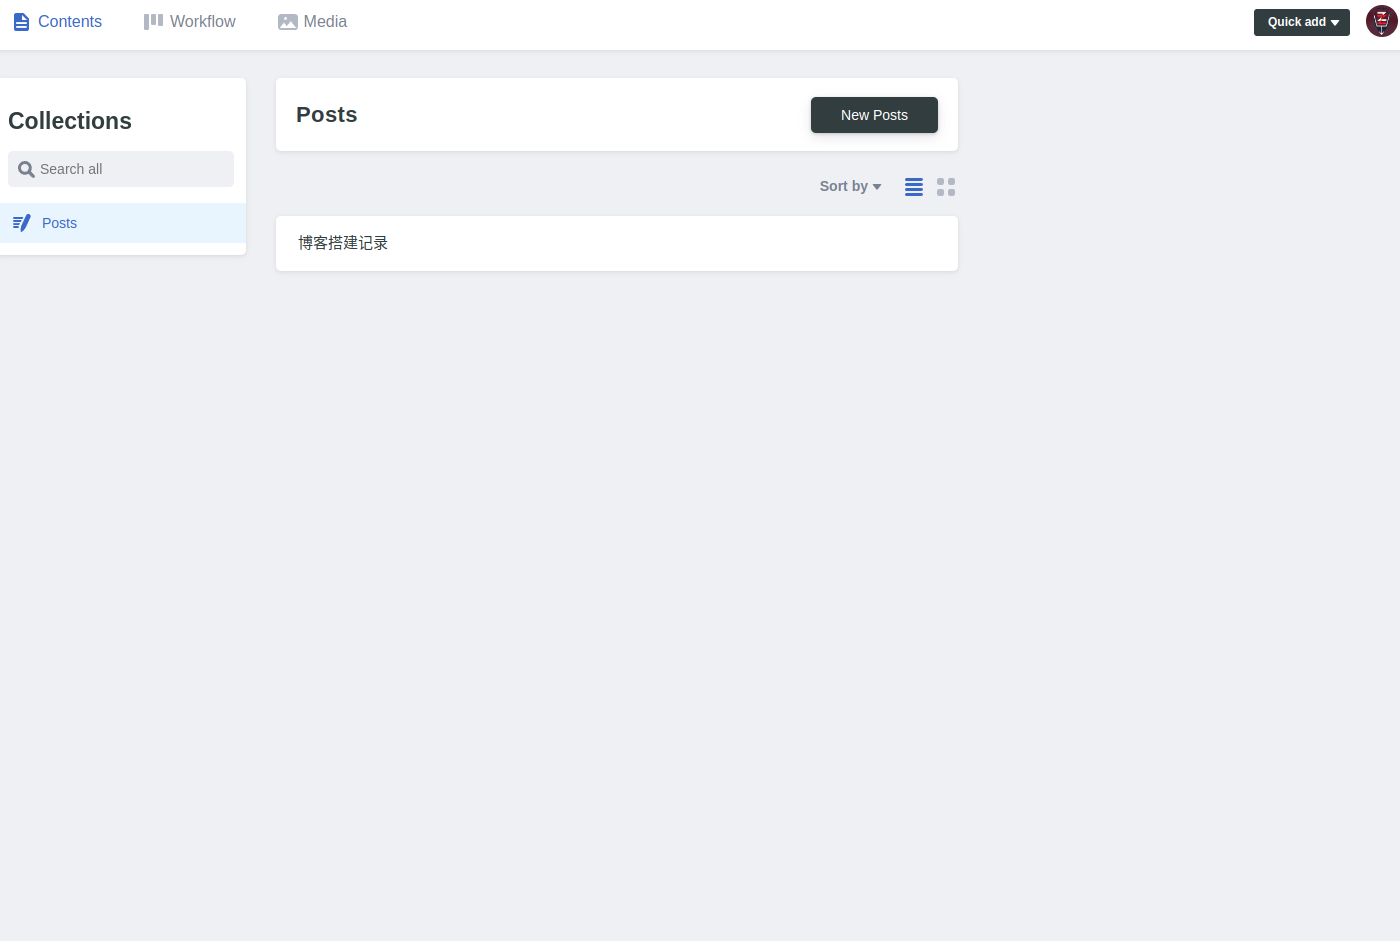 Contents
Workflow
Media
Quick add
Collections
Search all
Posts
Posts
New Posts
Sort by
博客搭建记录